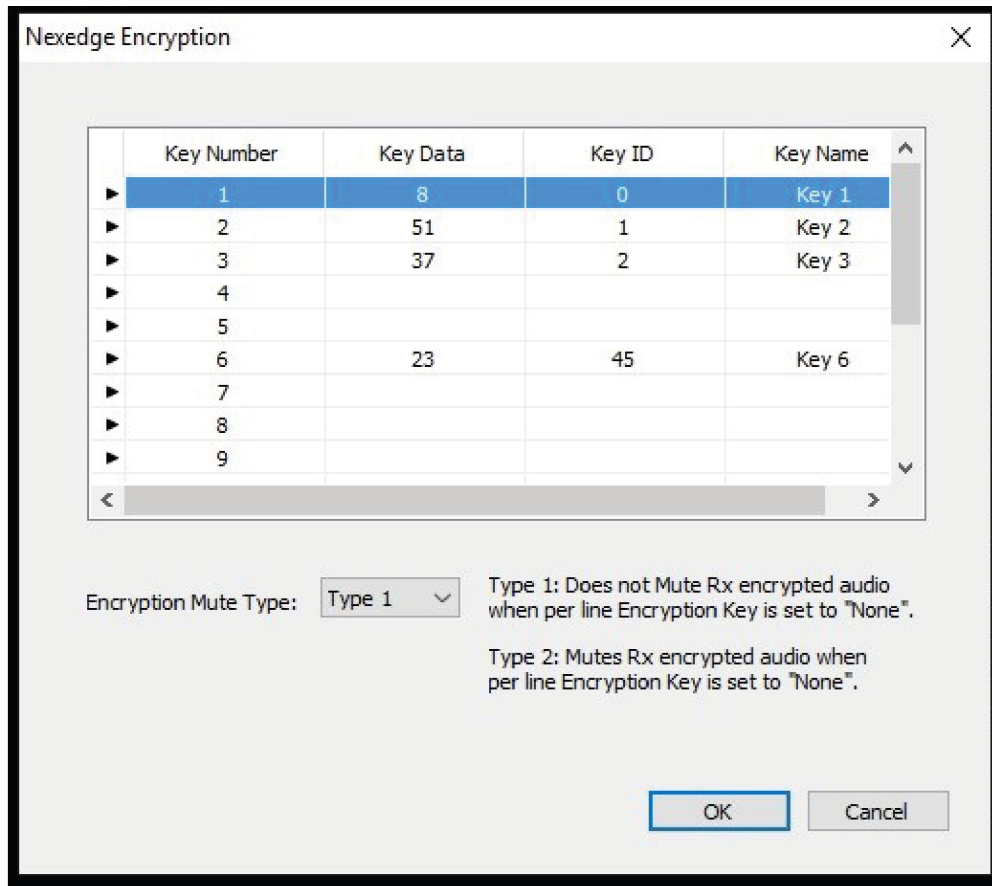 Nexedge Encryption
Key Number Key Data Key ID Key Name
1 8 0 Key 1
2 51 1 Key 2
3 37 2 Key 3
4
5
6 23 45 Key 6
7
8
9
Encryption Mute Type: Type 1
Type 1: Does not Mute Rx encrypted audio
when per line Encryption Key is set to "None".
Type 2: Mutes Rx encrypted audio when
per line Encryption Key is set to "None".
OK Cancel